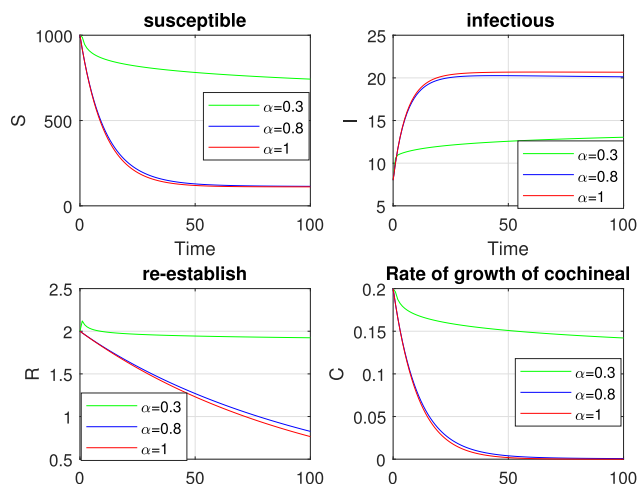 susceptible
1000
500
0
S
0
50
100
Time
α=0.3
α=0.8
α=1
infectious
25
20
15
10
5
I
0
50
100
Time
α=0.3
α=0.8
α=1
re-establish
2.5
2
1.5
1
0.5
R
0
50
100
α=0.3
α=0.8
α=1
Rate of growth of cochineal
0.2
0.15
0.1
0.05
0
C
0
50
100
α=0.3
α=0.8
α=1